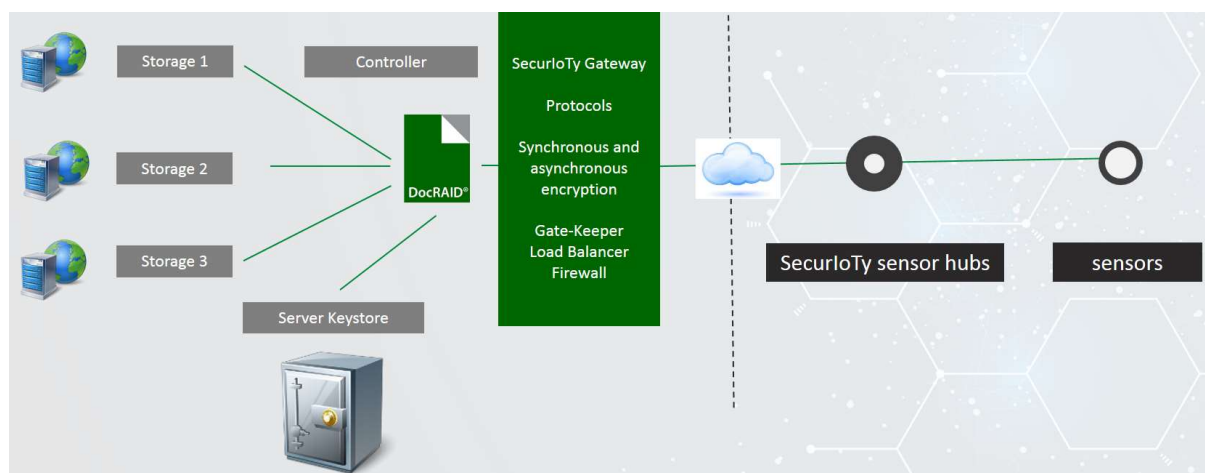 Storage 1
Controller
DocRAID®
Storage 2
Storage 3
Server Keystore
SecurIoTy Gateway
Protocols
Synchronous and
asynchronous
encryption
Gate-Keeper
Load Balancer
Firewall
SecurIoTy sensor hubs
sensors